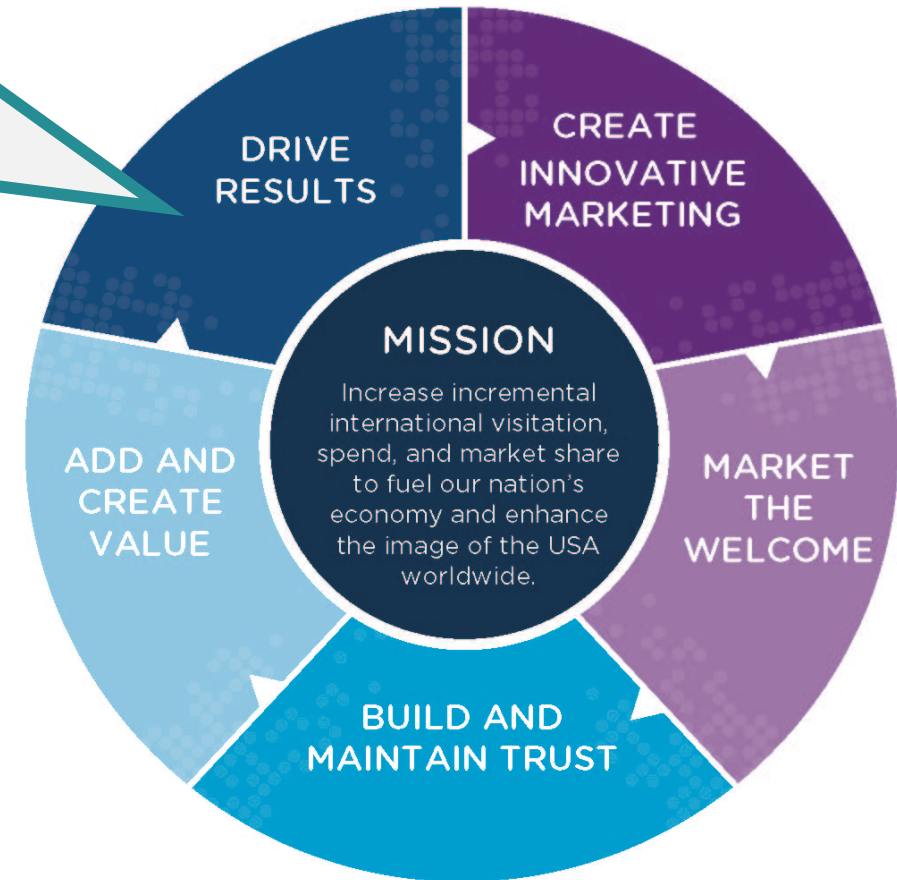 DRIVE
RESULTS
CREATE
INNOVATIVE
MARKETING
MISSION
Increase incremental
international visitation,
spend, and market share
to fuel our nation's
economy and enhance
the image of the USA
worldwide.
ADD AND
CREATE
VALUE
MARKET
THE
WELCOME
BUILD AND
MAINTAIN TRUST